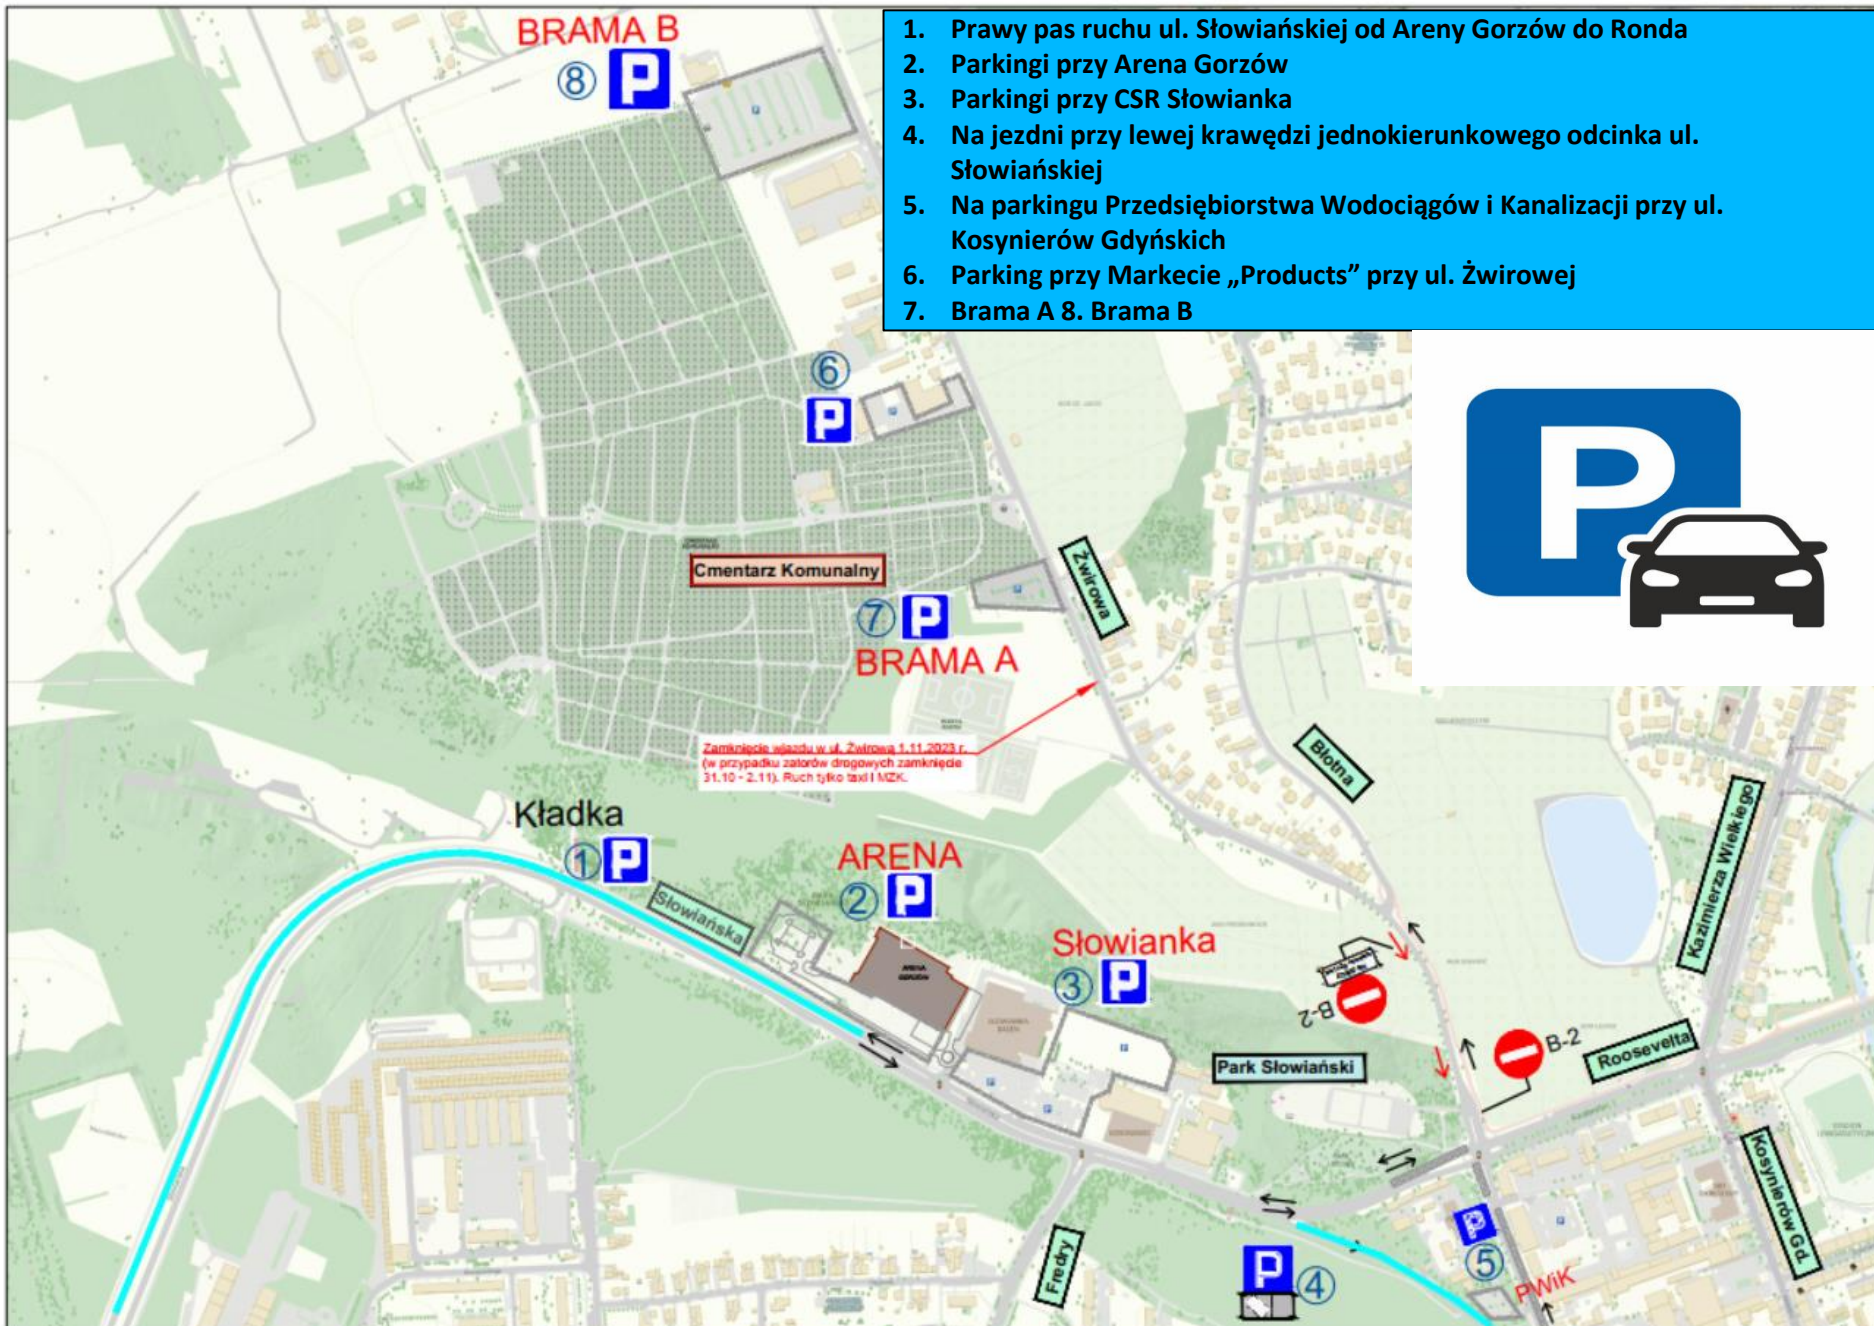 BRAMA B
8
P
1. Prawy pas ruchu ul. Słowiańskiej od Areny Gorzów do Ronda
2. Parkingi przy Arena Gorzów
3. Parkingi przy CSR Słowianka
4. Na jezdni przy lewej krawędzi jednokierunkowego odcinka ul.
Słowiańskiej
5. Na parkingu Przedsiębiorstwa Wodociągów i Kanalizacji przy ul.
Kosynierów Gdyńskich
6. Parking przy Markecie „Products” przy ul. Żwirowej
7. Brama A 8. Brama B
6
P
P
Cmentarz Komunalny
Żwirowa
7 P
BRAMA A
Zamknięcie wjazdu w ul. Żwirową 1.11.2023 r.
(w przypadku zatorów drogowych zamknięcie
31.10 - 2.11). Ruch tylko taxi i MZK.
Błotna
Kazimierza Wielkiego
Kładka
1 P
ARENA
2 P
Słowiańska
ARENA
GORZÓW
Słowianka
3 P
B-2
B-2
Roosevelta
Park Słowiański
Kosynierów Gd.
Fredry
P 4
P
5
PWiK